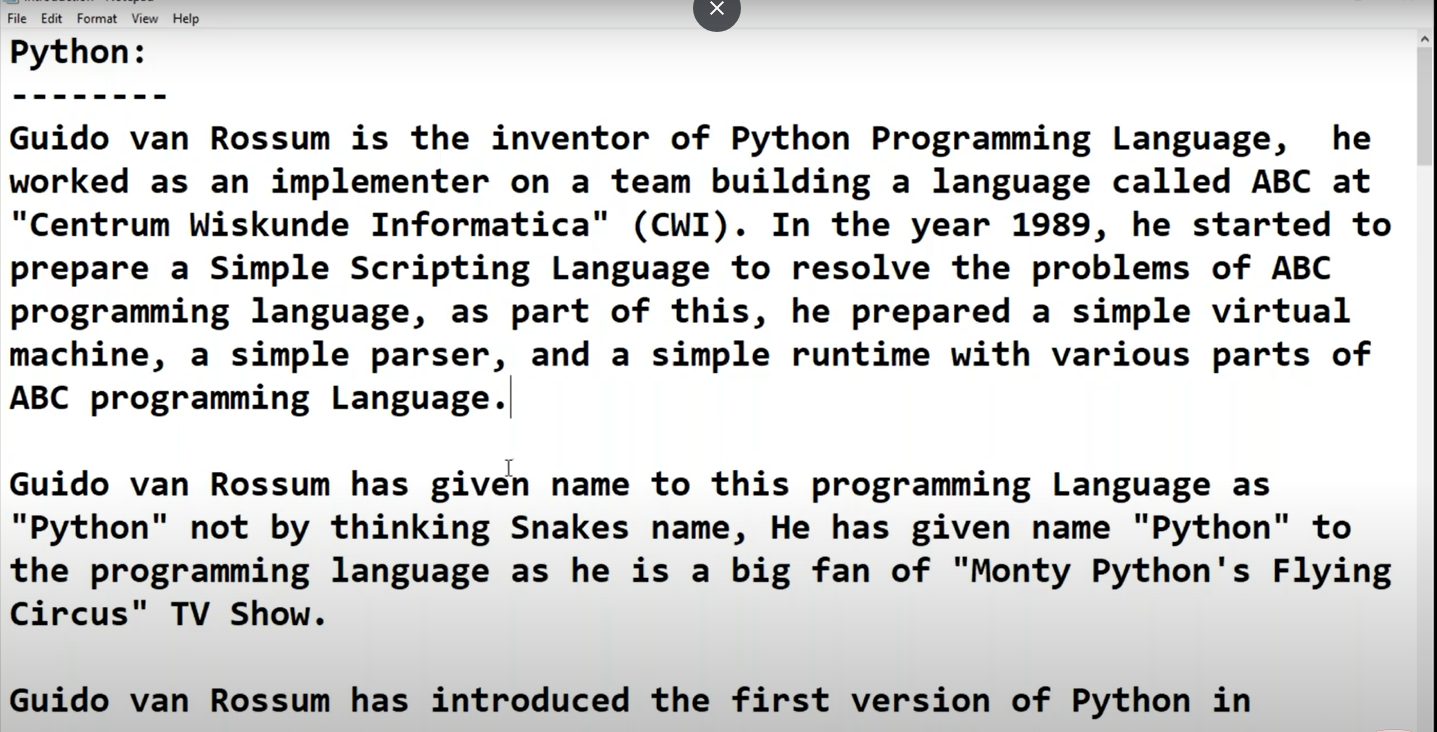 File Edit Format View Help
Python:
--------
Guido van Rossum is the inventor of Python Programming Language,  he
worked as an implementer on a team building a language called ABC at
"Centrum Wiskunde Informatica" (CWI). In the year 1989, he started to
prepare a Simple Scripting Language to resolve the problems of ABC
programming language, as part of this, he prepared a simple virtual
machine, a simple parser, and a simple runtime with various parts of
ABC programming Language.
Guido van Rossum has given name to this programming Language as
"Python" not by thinking Snakes name, He has given name "Python" to
the programming language as he is a big fan of "Monty Python's Flying
Circus" TV Show.
Guido van Rossum has introduced the first version of Python in